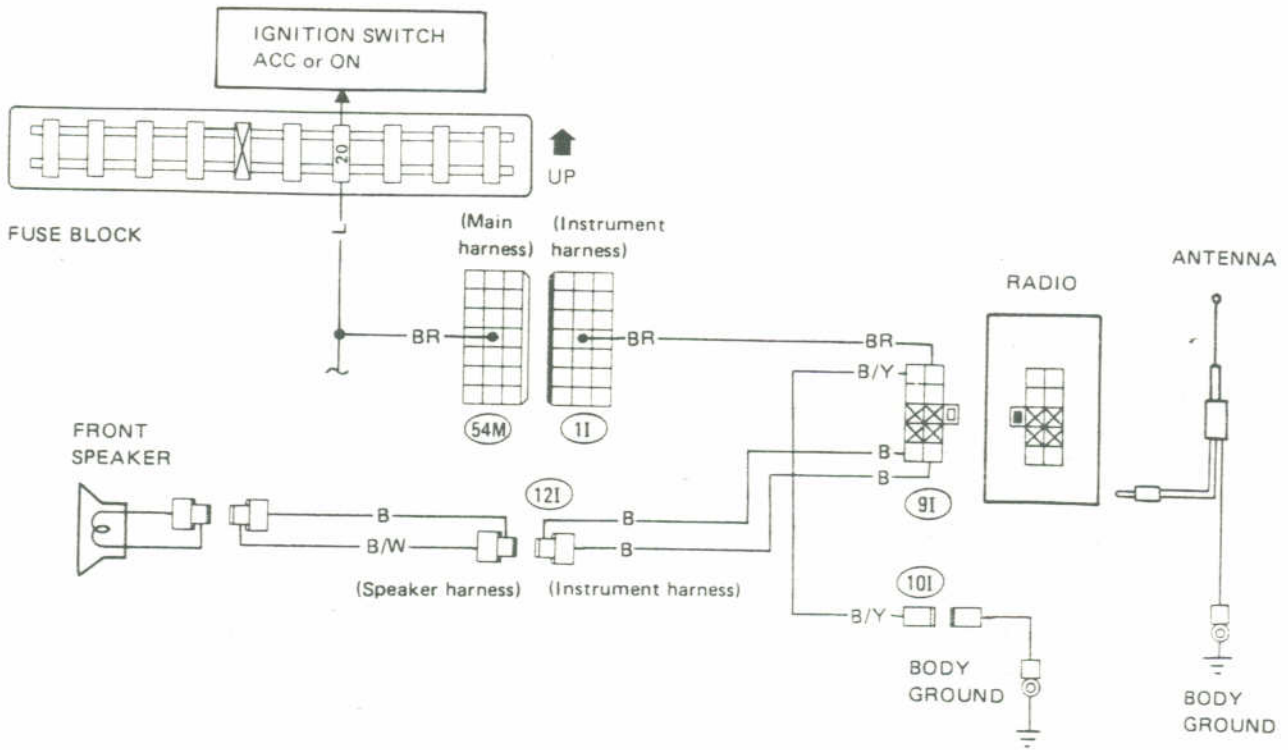 IGNITION SWITCH
ACC or ON
20
UP
FUSE BLOCK
L
(Main
harness)
(Instrument
harness)
ANTENNA
RADIO
BR
BR
BR
B/Y
54M
1I
FRONT
SPEAKER
B
B
9I
12I
B
B
B/W
B
(Speaker harness)
(Instrument harness)
10I
B/Y
BODY
GROUND
BODY
GROUND